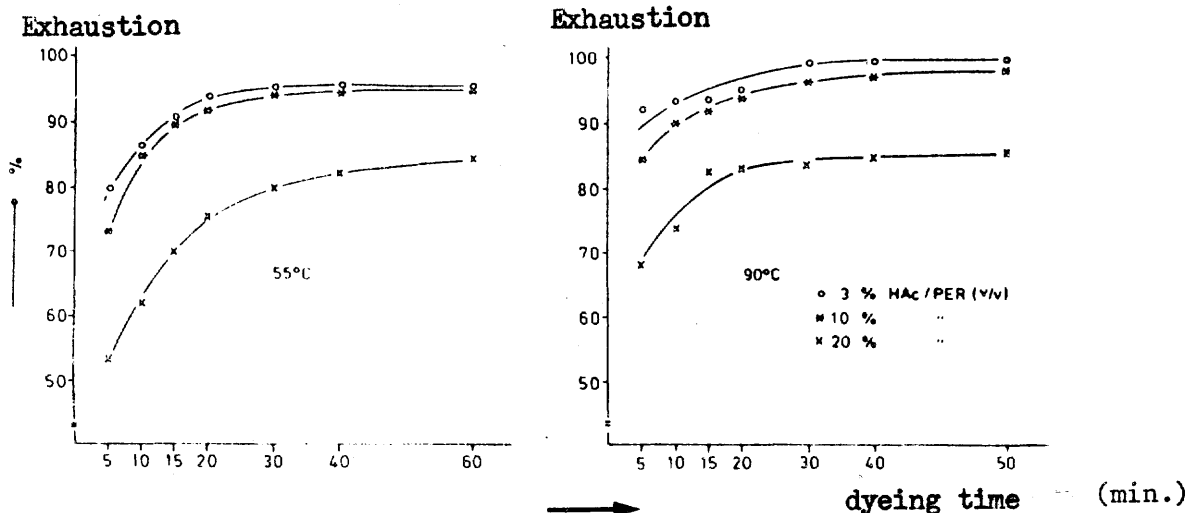 Exhaustion
100
90
80
70
60
50
%
55°C
5 10 15 20 30 40 60
Exhaustion
100
90
80
70
60
50
90°C
o 3 % HAc/PER (v/v)
* 10 % "
x 20 % "
5 10 15 20 30 40 50
dyeing time (min.)